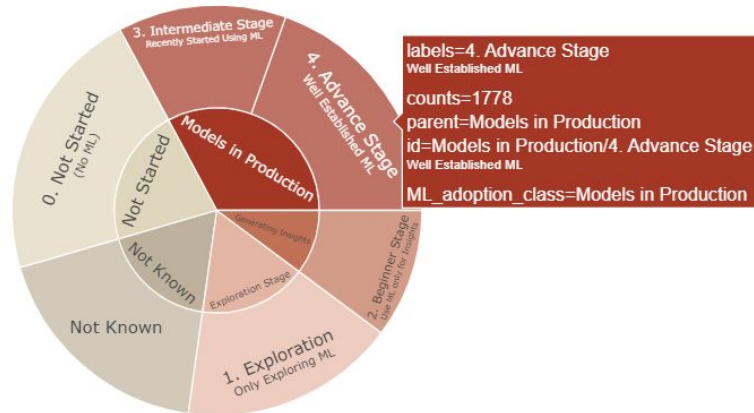 3. Intermediate Stage
Recently Started Using ML
4. Advance Stage
Well Established ML
labels=4. Advance Stage
Well Established ML
counts=1778
parent=Models in Production
id=Models in Production/4. Advance Stage
Well Established ML
ML_adoption_class=Models in Production
0. Not Started
(No ML)
Not Started
Models in Production
Generating Insights
2. Beginner Stage
Use ML only for Insights
Not Known
Exploration Stage
Not Known
1. Exploration
Only Exploring ML